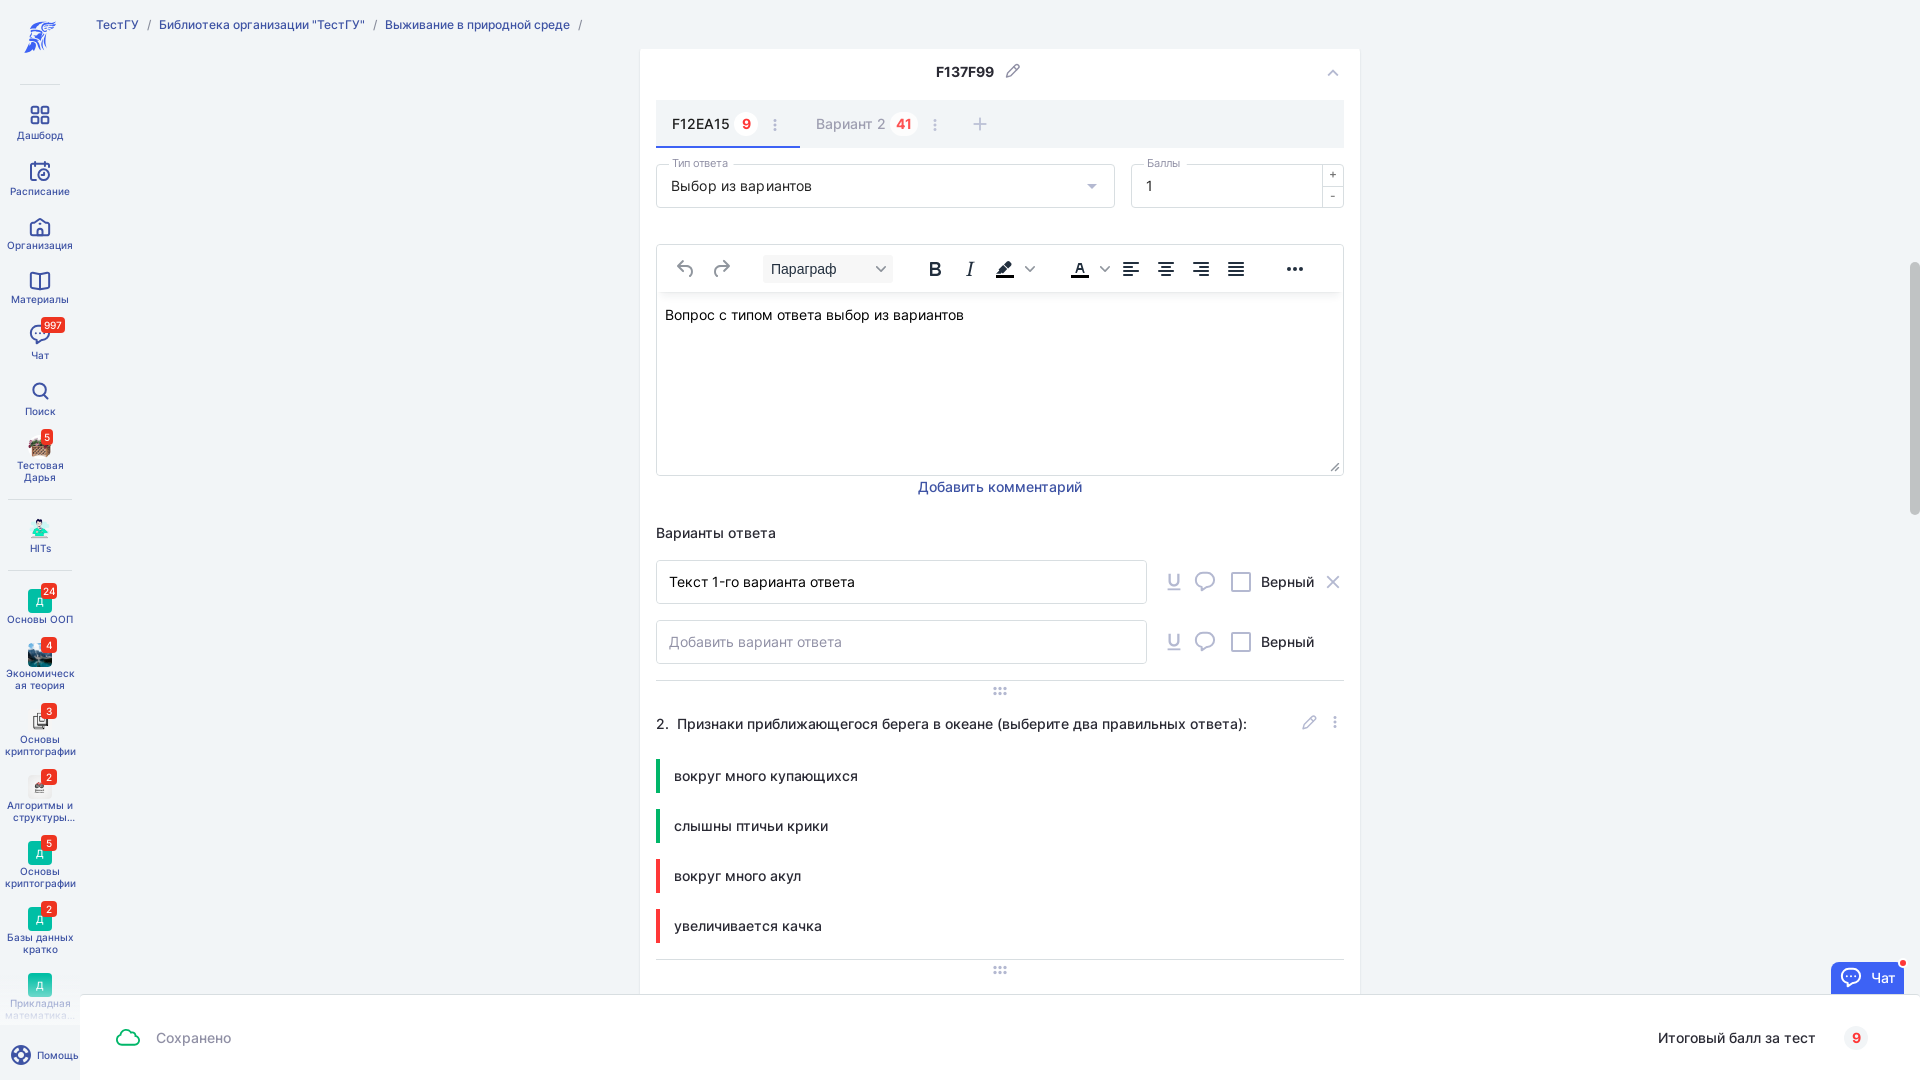 ТестГУ / Библиотека организации "ТестГУ" / Выживание в природной среде /
Дашборд
Расписание
Организация
Материалы
997
Чат
Поиск
5
Тестовая
Дарья
HITs
24
Д
Основы ООП
4
Экономическ
ая теория
3
Основы
криптографии
2
Алгоритмы и
структуры...
5
Д
Основы
криптографии
2
Д
Базы данных
кратко
Д
Прикладная
математика...
Помощь
F137F99
F12EA15 9 Вариант 2 41
Тип ответа
Выбор из вариантов
Баллы
1
+
-
Параграф
B I A
Вопрос с типом ответа выбор из вариантов
Добавить комментарий
Варианты ответа
Текст 1-го варианта ответа U Верный
Добавить вариант ответа U Верный
2. Признаки приближающегося берега в океане (выберите два правильных ответа):
вокруг много купающихся
слышны птичьи крики
вокруг много акул
увеличивается качка
Чат
Сохранено
Итоговый балл за тест 9